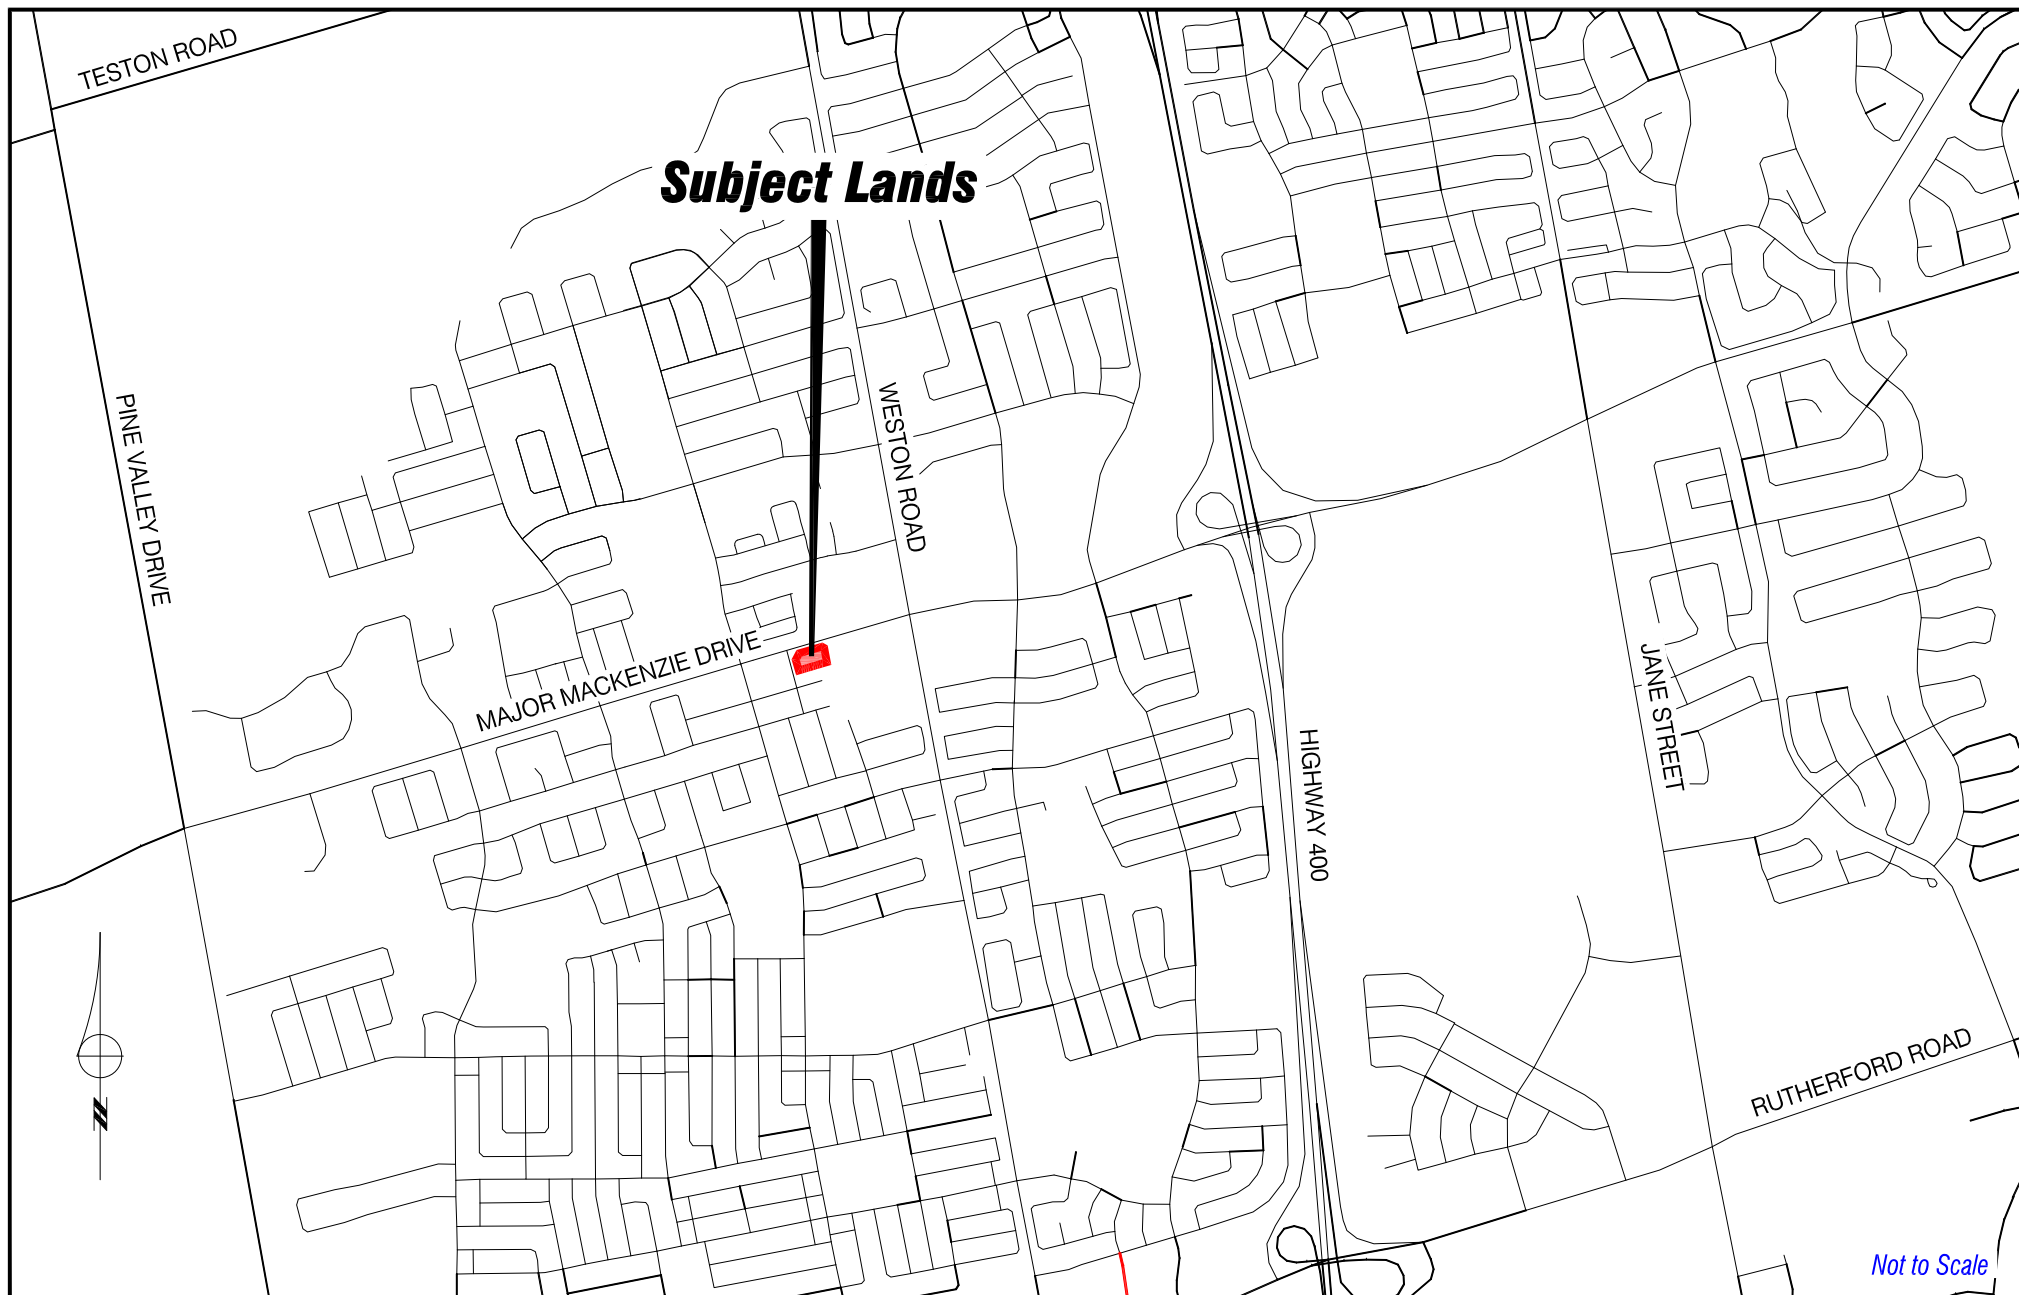 TESTON ROAD
Subject Lands
PINE VALLEY DRIVE
WESTON ROAD
MAJOR MACKENZIE DRIVE
JANE STREET
HIGHWAY 400
RUTHERFORD ROAD
N
Not to Scale